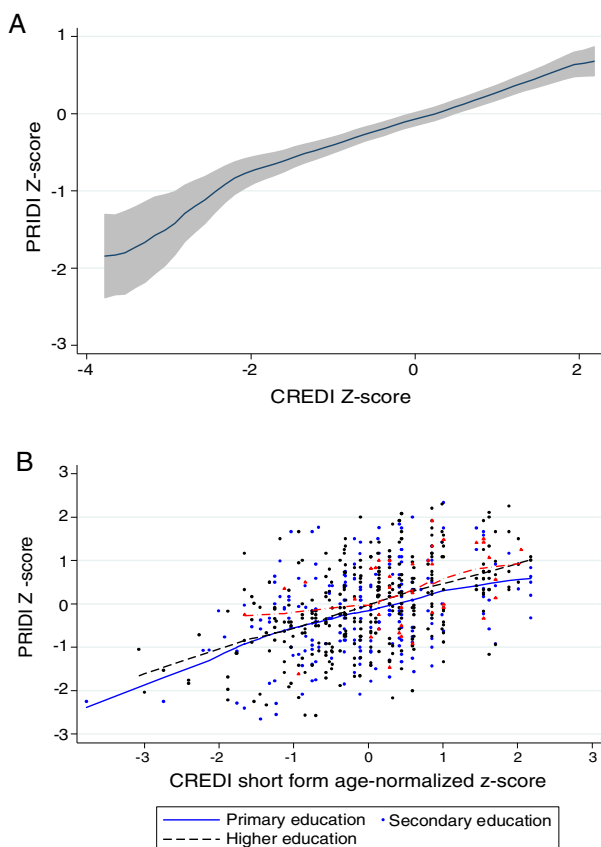 A
1
0
-1
-2
-3
PRIDI Z-score
-4
-2
0
2
CREDI Z-score
B
3
2
1
0
-1
-2
-3
PRIDI Z-score
-3
-2
-1
0
1
2
3
CREDI short form age-normalized z-score
Primary education
Secondary education
Higher education